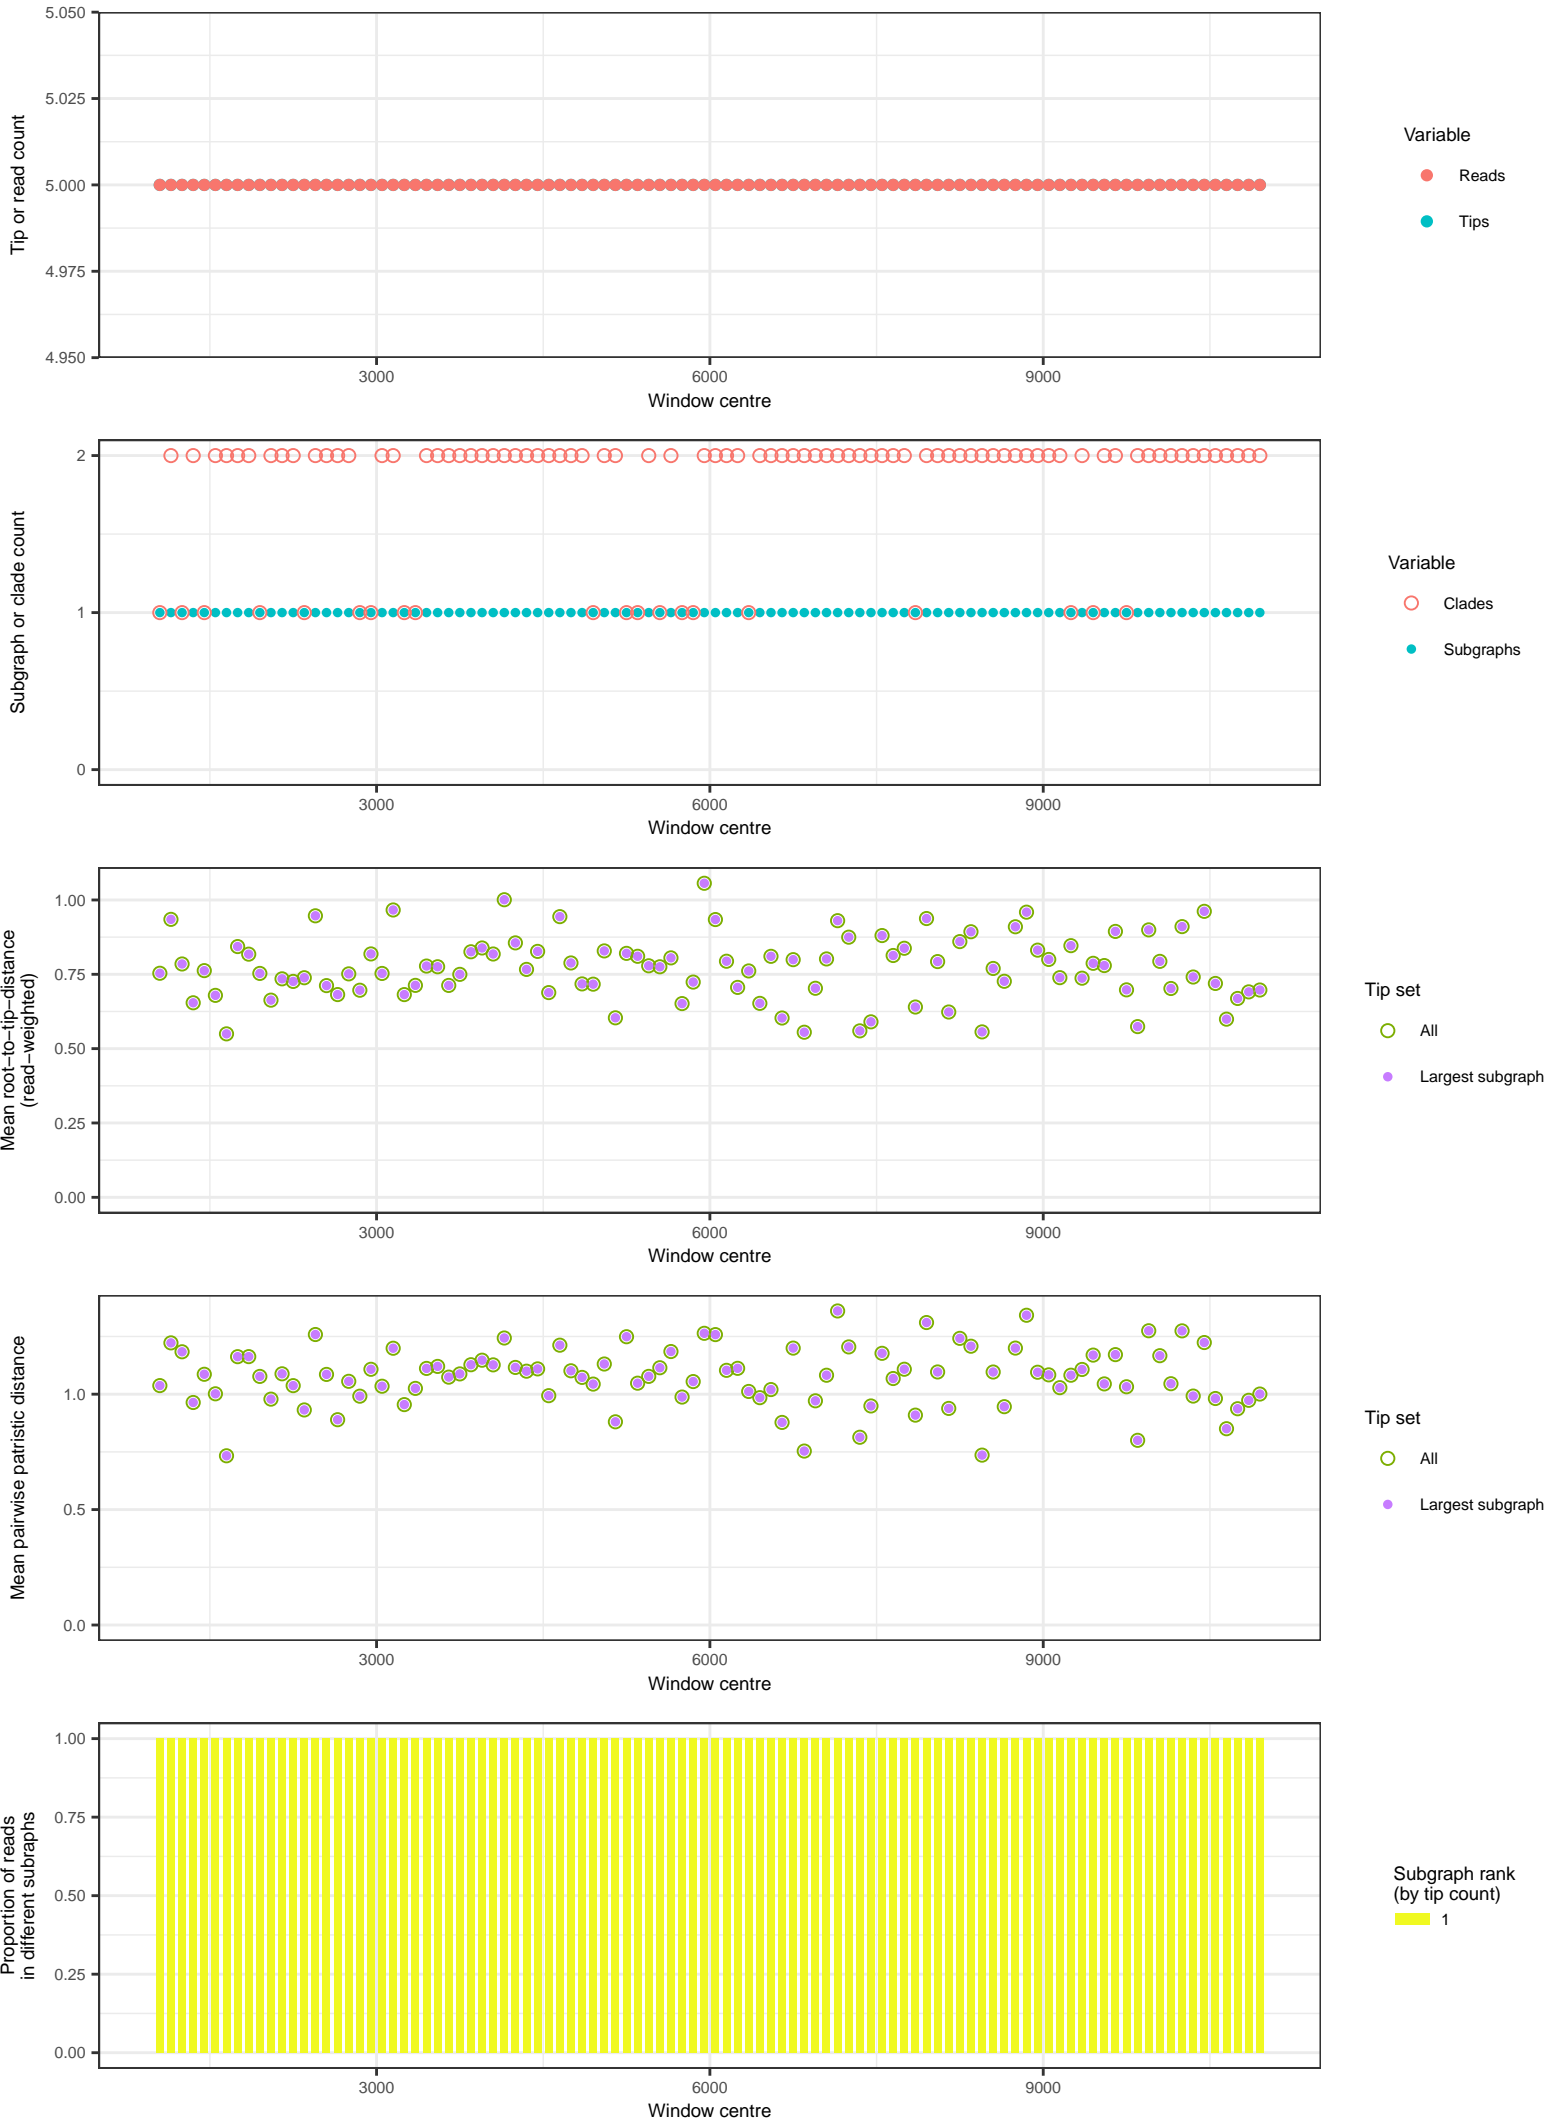 5.050
5.025
5.000
4.975
4.950
Tip or read count
3000
6000
9000
Window centre
Variable
Reads
Tips
2
1
0
Subgraph or clade count
3000
6000
9000
Window centre
Variable
Clades
Subgraphs
1.00
0.75
0.50
0.25
0.00
Mean root−to−tip−distance
(read−weighted)
3000
6000
9000
Window centre
Tip set
All
Largest subgraph
1.0
0.5
0.0
Mean pairwise patristic distance
3000
6000
9000
Window centre
Tip set
All
Largest subgraph
1.00
0.75
0.50
0.25
0.00
Proportion of reads
in different subraphs
3000
6000
9000
Window centre
Subgraph rank
(by tip count)
1